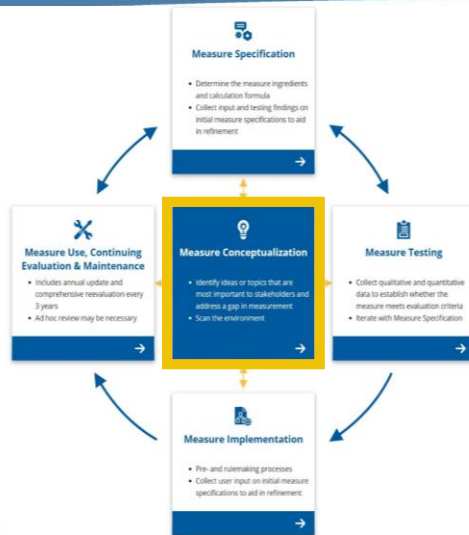 Measure Specification
• Determine the measure ingredients
and calculation formula
• Collect input and testing findings on
initial measure specifications to aid
in refinement
Measure Use, Continuing
Evaluation & Maintenance
• Includes annual update and
comprehensive reevaluation every
3 years
• Ad hoc review may be necessary
Measure Conceptualization
• Identify ideas or topics that are
most important to stakeholders and
address a gap in measurement
• Scan the environment
Measure Testing
• Collect qualitative and quantitative
data to establish whether the
measure meets evaluation criteria
• Iterate with Measure Specification
Measure Implementation
• Pre- and rulemaking processes
• Collect user input on initial measure
specifications to aid in refinement